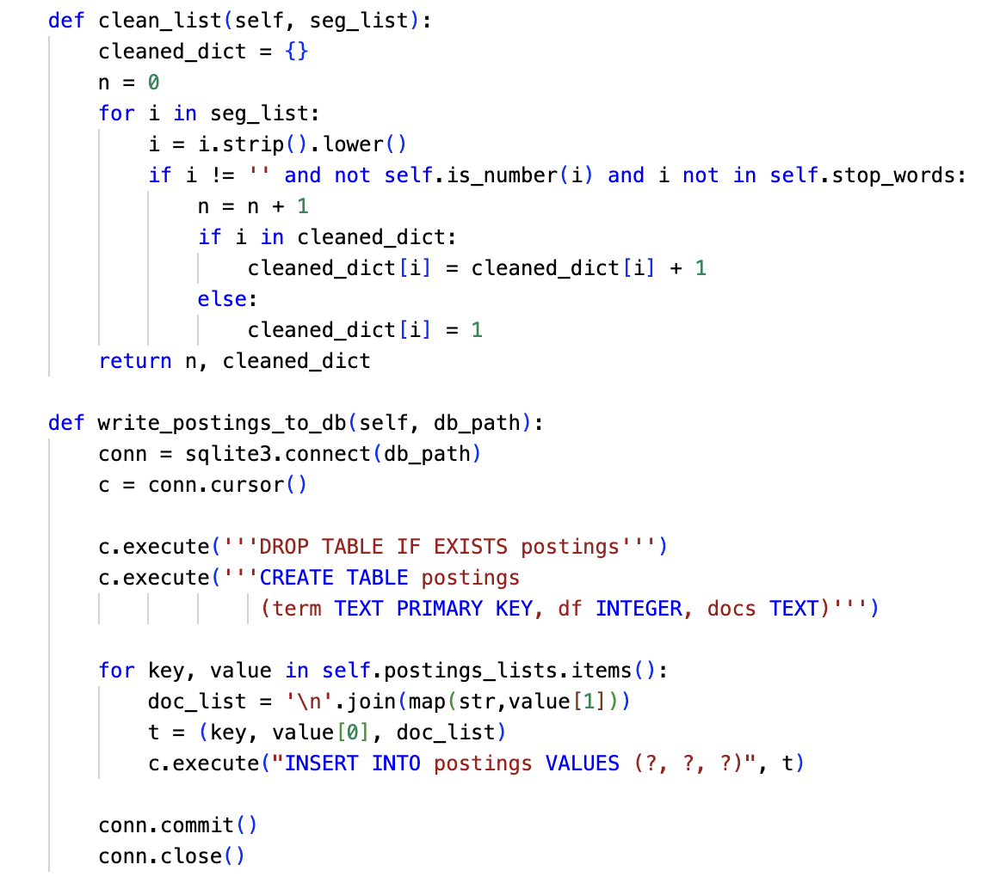 def clean_list(self, seg_list):
    cleaned_dict = {}
    n = 0
    for i in seg_list:
        i = i.strip().lower()
        if i != '' and not self.is_number(i) and i not in self.stop_words:
            n = n + 1
            if i in cleaned_dict:
                cleaned_dict[i] = cleaned_dict[i] + 1
            else:
                cleaned_dict[i] = 1
    return n, cleaned_dict

def write_postings_to_db(self, db_path):
    conn = sqlite3.connect(db_path)
    c = conn.cursor()

    c.execute('''DROP TABLE IF EXISTS postings''')
    c.execute('''CREATE TABLE postings
                 (term TEXT PRIMARY KEY, df INTEGER, docs TEXT)''')

    for key, value in self.postings_lists.items():
        doc_list = '\n'.join(map(str,value[1]))
        t = (key, value[0], doc_list)
        c.execute("INSERT INTO postings VALUES (?, ?, ?)", t)

    conn.commit()
    conn.close()